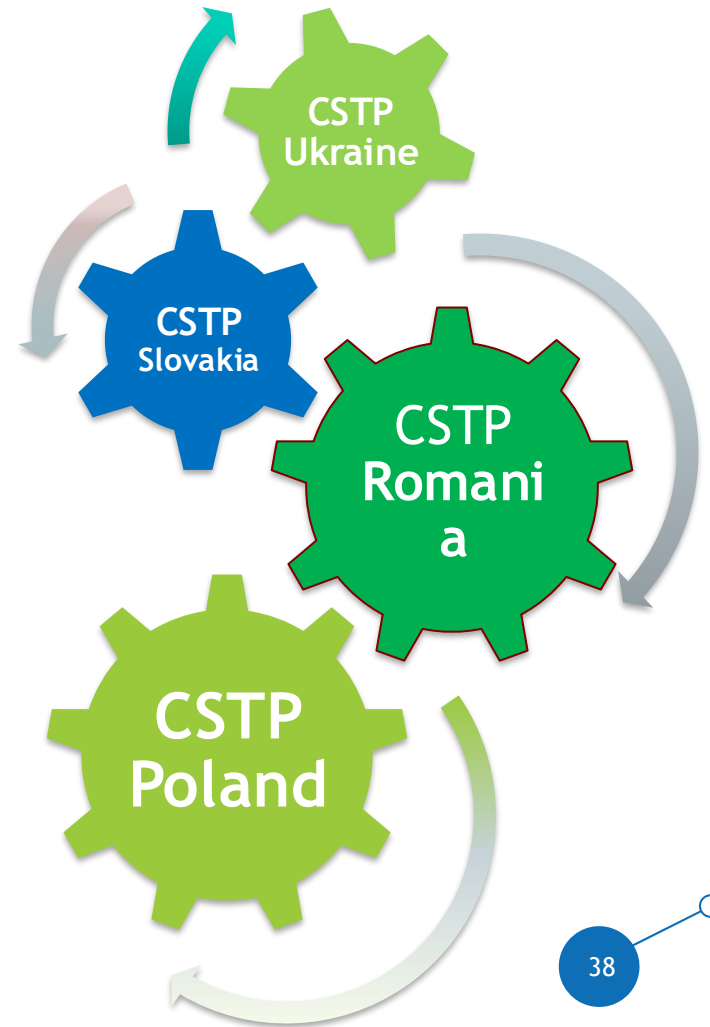 CSTP
Ukraine
CSTP
Slovakia
CSTP
Romani
a
CSTP
Poland
38